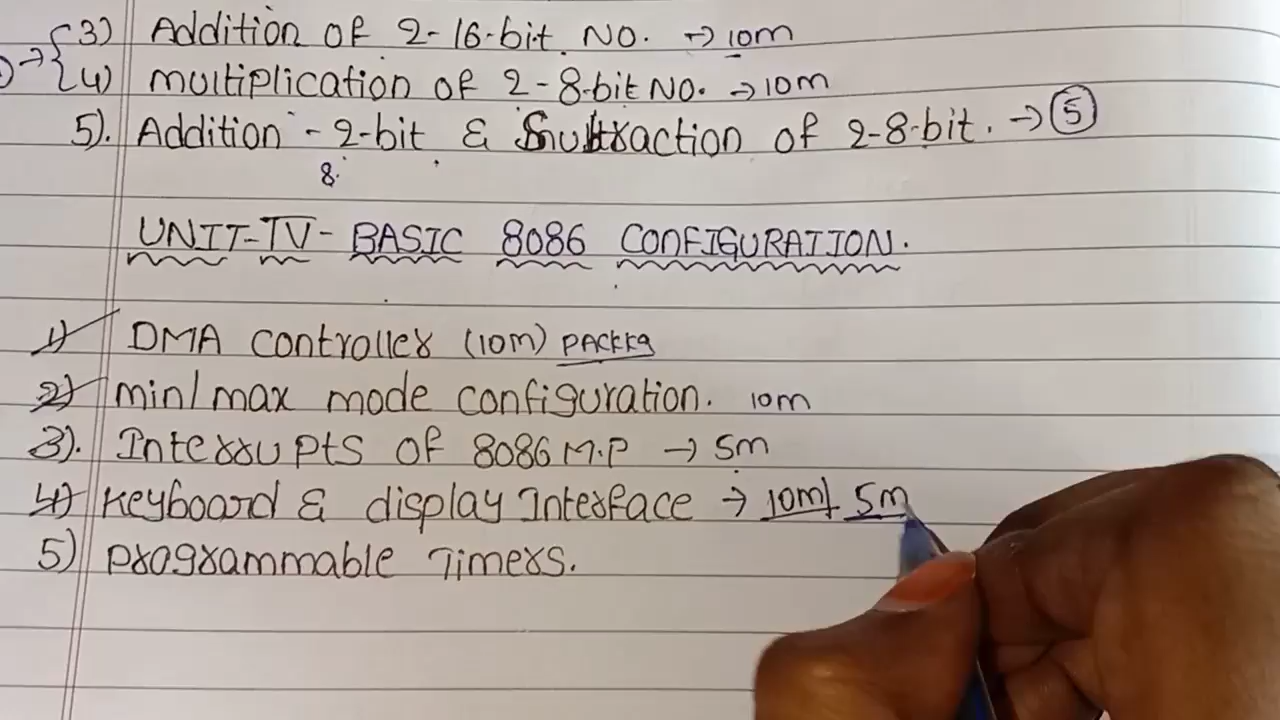 3) Addition of 2-16-bit NO. → 10m
4) multiplication of 2-8-bit NO. → 10m
5). Addition - 2-bit & Subtraction of 2-8-bit. → 5
8.
UNIT-IV- BASIC 8086 CONFIGURATION.
1) DMA controller (10m) PACKKa
2) min/max mode configuration. 10m
3). Interrupts of 8086 M.P → 5m
4) Keyboard & display Interface → 10m/ 5m
5) programmable Timers.